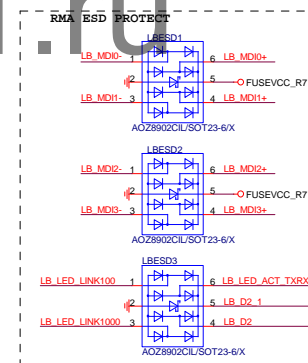 RMA ESD PROTECT
LBESD1
LB_MDI0- 1 6 LB_MDI0+
2 5 FUSEVCC_R7
LB_MDI1- 3 4 LB_MDI1+
AOZ8902CIL/SOT23-6/X
LBESD2
LB_MDI2- 1 6 LB_MDI2+
2 5 FUSEVCC_R7
LB_MDI3- 3 4 LB_MDI3+
AOZ8902CIL/SOT23-6/X
LBESD3
LB_LED_LINK100 1 6 LB_LED_ACT_TXRX
2 5 LB_D2_1
LB_LED_LINK1000 3 4 LB_D2
AOZ8902CIL/SOT23-6/X